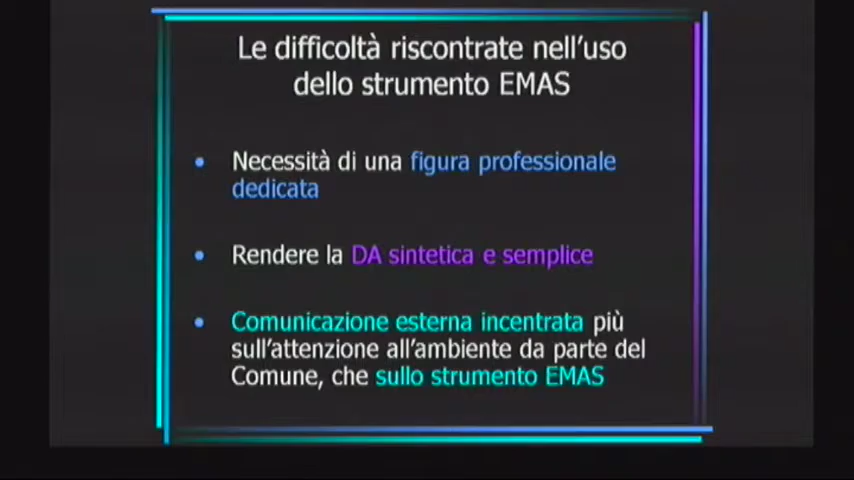 Le difficoltà riscontrate nell'uso
dello strumento EMAS
• Necessità di una figura professionale
dedicata
• Rendere la DA sintetica e semplice
• Comunicazione esterna incentrata più
sull'attenzione all'ambiente da parte del
Comune, che sullo strumento EMAS